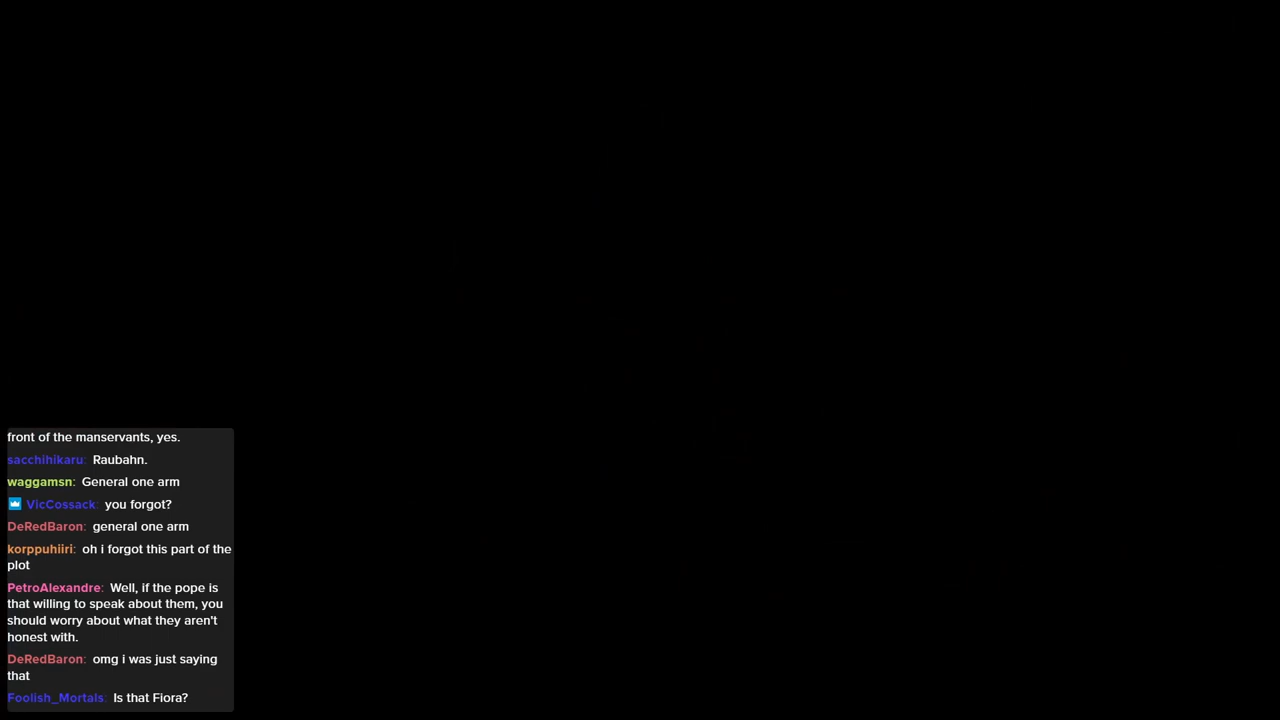 front of the manservants, yes.
sacchihikaru: Raubahn.
waggamsn: General one arm
VicCossack: you forgot?
DeRedBaron: general one arm
korppuhiiri: oh i forgot this part of the
plot
PetroAlexandre: Well, if the pope is
that willing to speak about them, you
should worry about what they aren't
honest with.
DeRedBaron: omg i was just saying
that
Foolish_Mortals: Is that Fiora?